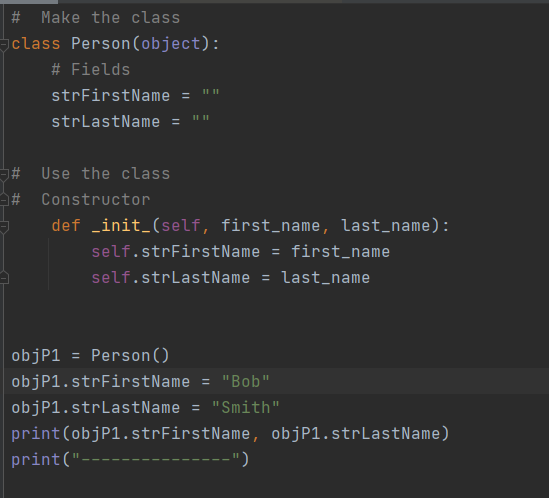 #  Make the class
class Person(object):
    # Fields
    strFirstName = ""
    strLastName = ""

#  Use the class
#  Constructor
    def _init_(self, first_name, last_name):
        self.strFirstName = first_name
        self.strLastName = last_name


objP1 = Person()
objP1.strFirstName = "Bob"
objP1.strLastName = "Smith"
print(objP1.strFirstName, objP1.strLastName)
print("---------------")